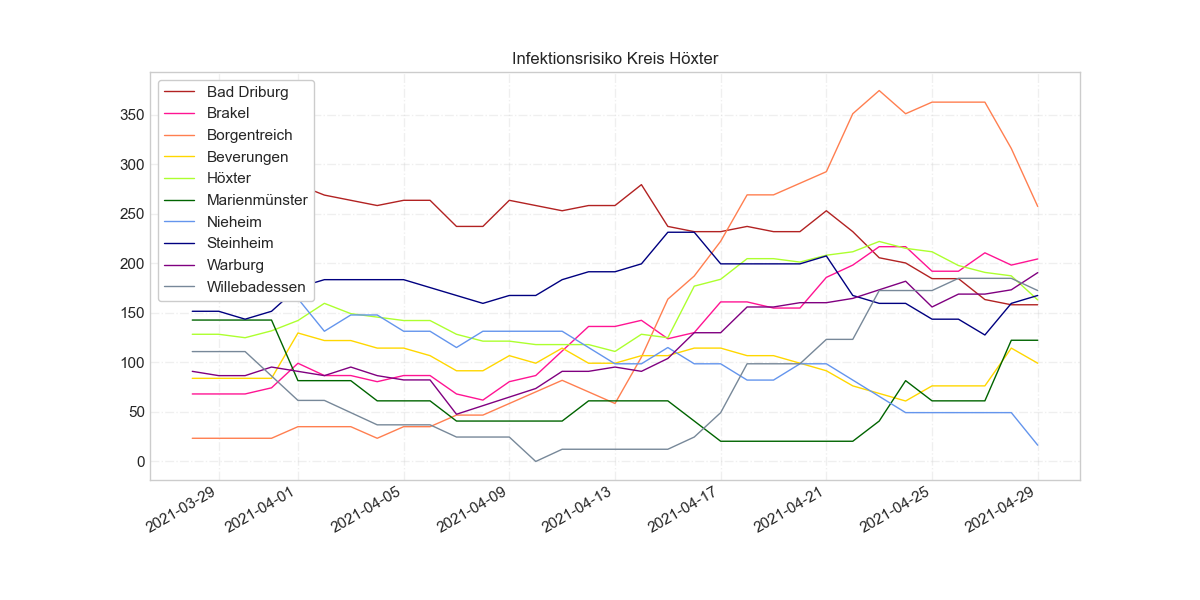 Infektionsrisiko Kreis Höxter
Bad Driburg
Brakel
Borgentreich
Beverungen
Höxter
Marienmünster
Nieheim
Steinheim
Warburg
Willebadessen
350
300
250
200
150
100
50
0
2021-03-29
2021-04-01
2021-04-05
2021-04-09
2021-04-13
2021-04-17
2021-04-21
2021-04-25
2021-04-29